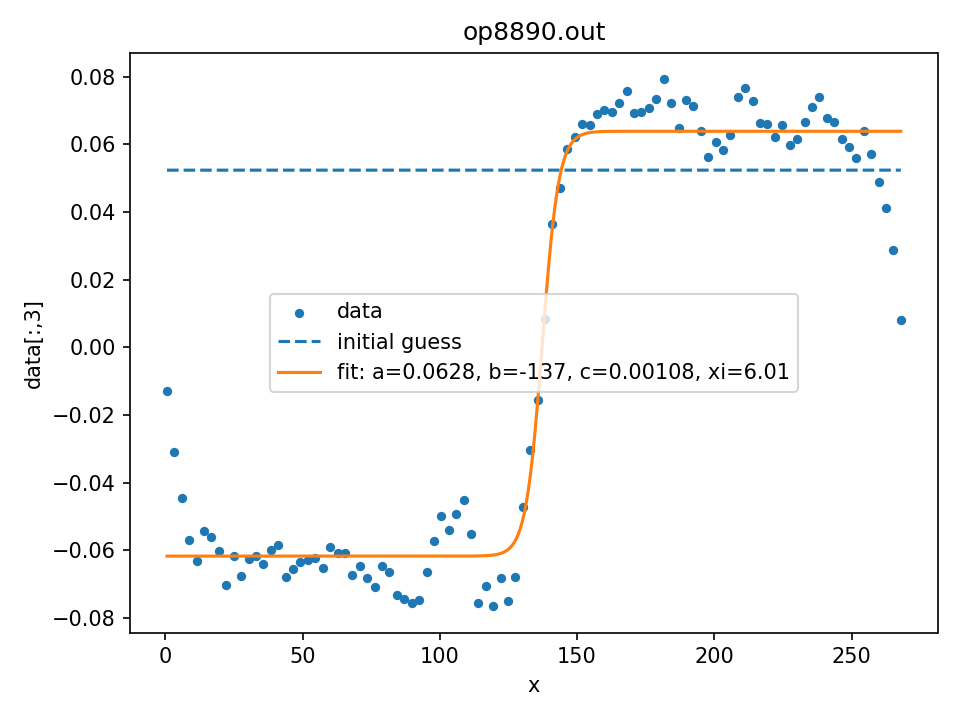 op8890.out
0.08
0.06
0.04
0.02
0.00
−0.02
−0.04
−0.06
−0.08
data[:,3]
data
initial guess
fit: a=0.0628, b=-137, c=0.00108, xi=6.01
0 50 100 150 200 250
x